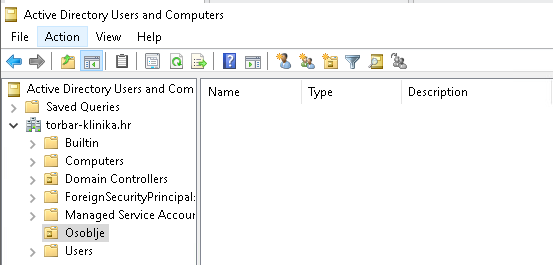 Active Directory Users and Computers
File Action View Help
Active Directory Users and Com
Name Type Description
Saved Queries
torbar-klinika.hr
Builtin
Computers
Domain Controllers
ForeignSecurityPrincipal:
Managed Service Accour
Osoblje
Users